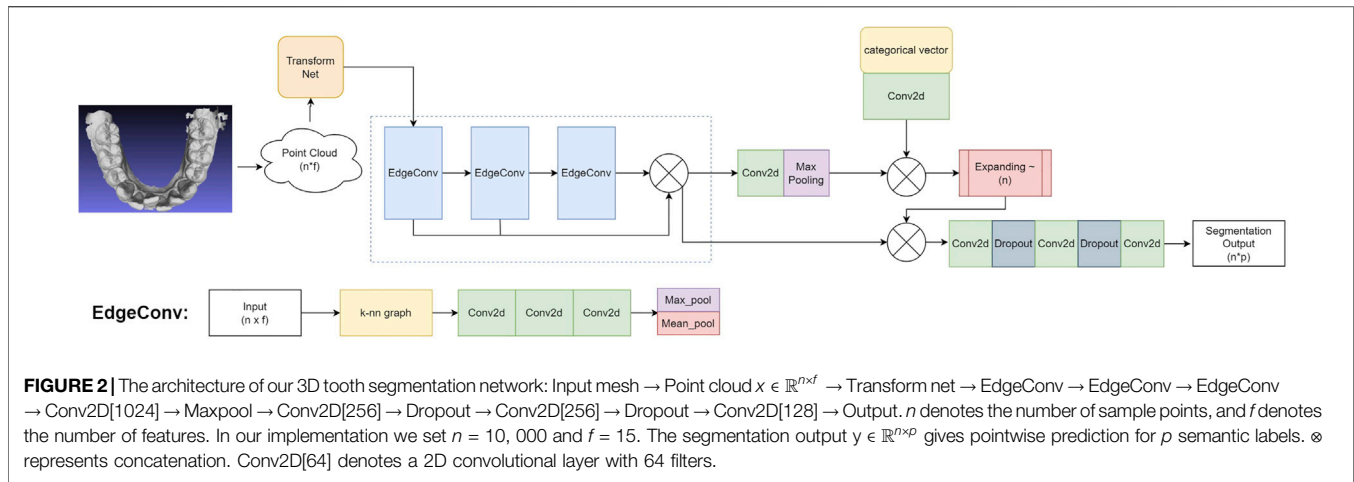 categorical vector
Conv2d
Transform
Net
Point Cloud
(n*f)
EdgeConv
EdgeConv
EdgeConv
Conv2d
Max
Pooling
Expanding ~
(n)
Conv2d
Dropout
Conv2d
Dropout
Conv2d
Segmentation
Output
(n*p)
EdgeConv:
Input
(n x f)
k-nn graph
Conv2d
Conv2d
Conv2d
Max_pool
Mean_pool
FIGURE 2 | The architecture of our 3D tooth segmentation network: Input mesh → Point cloud x ∈ ℝⁿˣᶠ → Transform net → EdgeConv → EdgeConv → EdgeConv
→ Conv2D[1024] → Maxpool → Conv2D[256] → Dropout → Conv2D[256] → Dropout → Conv2D[128] → Output. n denotes the number of sample points, and f denotes
the number of features. In our implementation we set n = 10, 000 and f = 15. The segmentation output y ∈ ℝⁿˣᵖ gives pointwise prediction for p semantic labels. ⊗
represents concatenation. Conv2D[64] denotes a 2D convolutional layer with 64 filters.